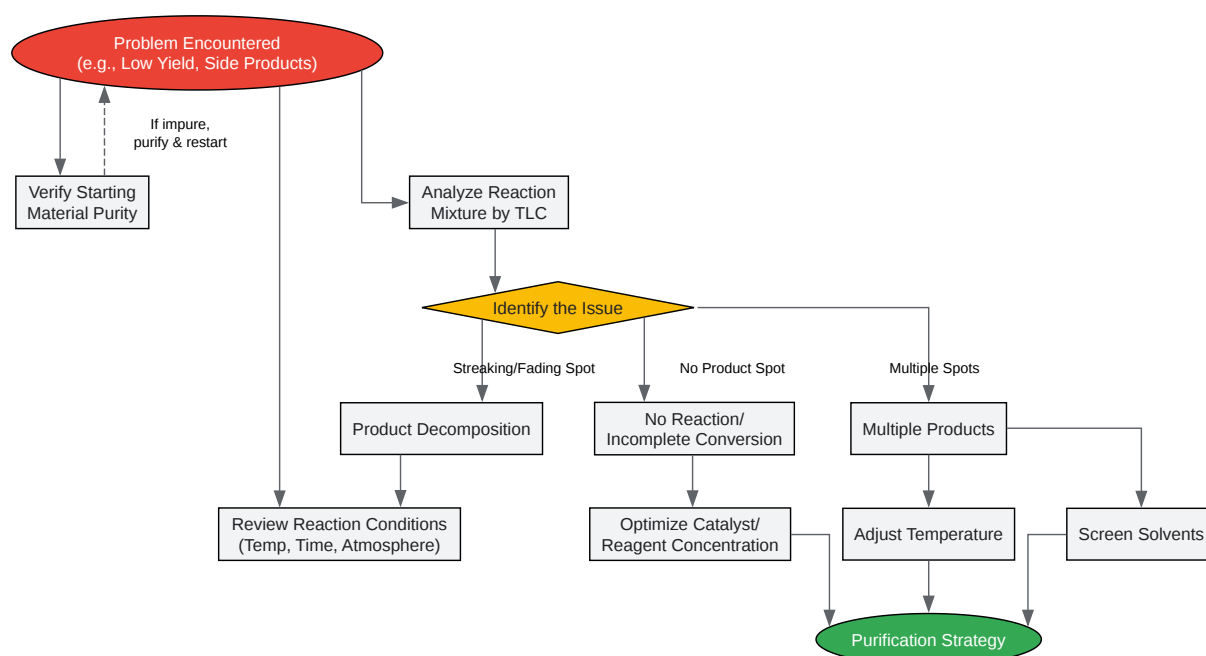 Problem Encountered
(e.g., Low Yield, Side Products)
If impure,
purify & restart
Verify Starting
Material Purity
Analyze Reaction
Mixture by TLC
Identify the Issue
Streaking/Fading Spot
No Product Spot
Multiple Spots
Product Decomposition
No Reaction/
Incomplete Conversion
Multiple Products
Review Reaction Conditions
(Temp, Time, Atmosphere)
Optimize Catalyst/
Reagent Concentration
Adjust Temperature
Screen Solvents
Purification Strategy